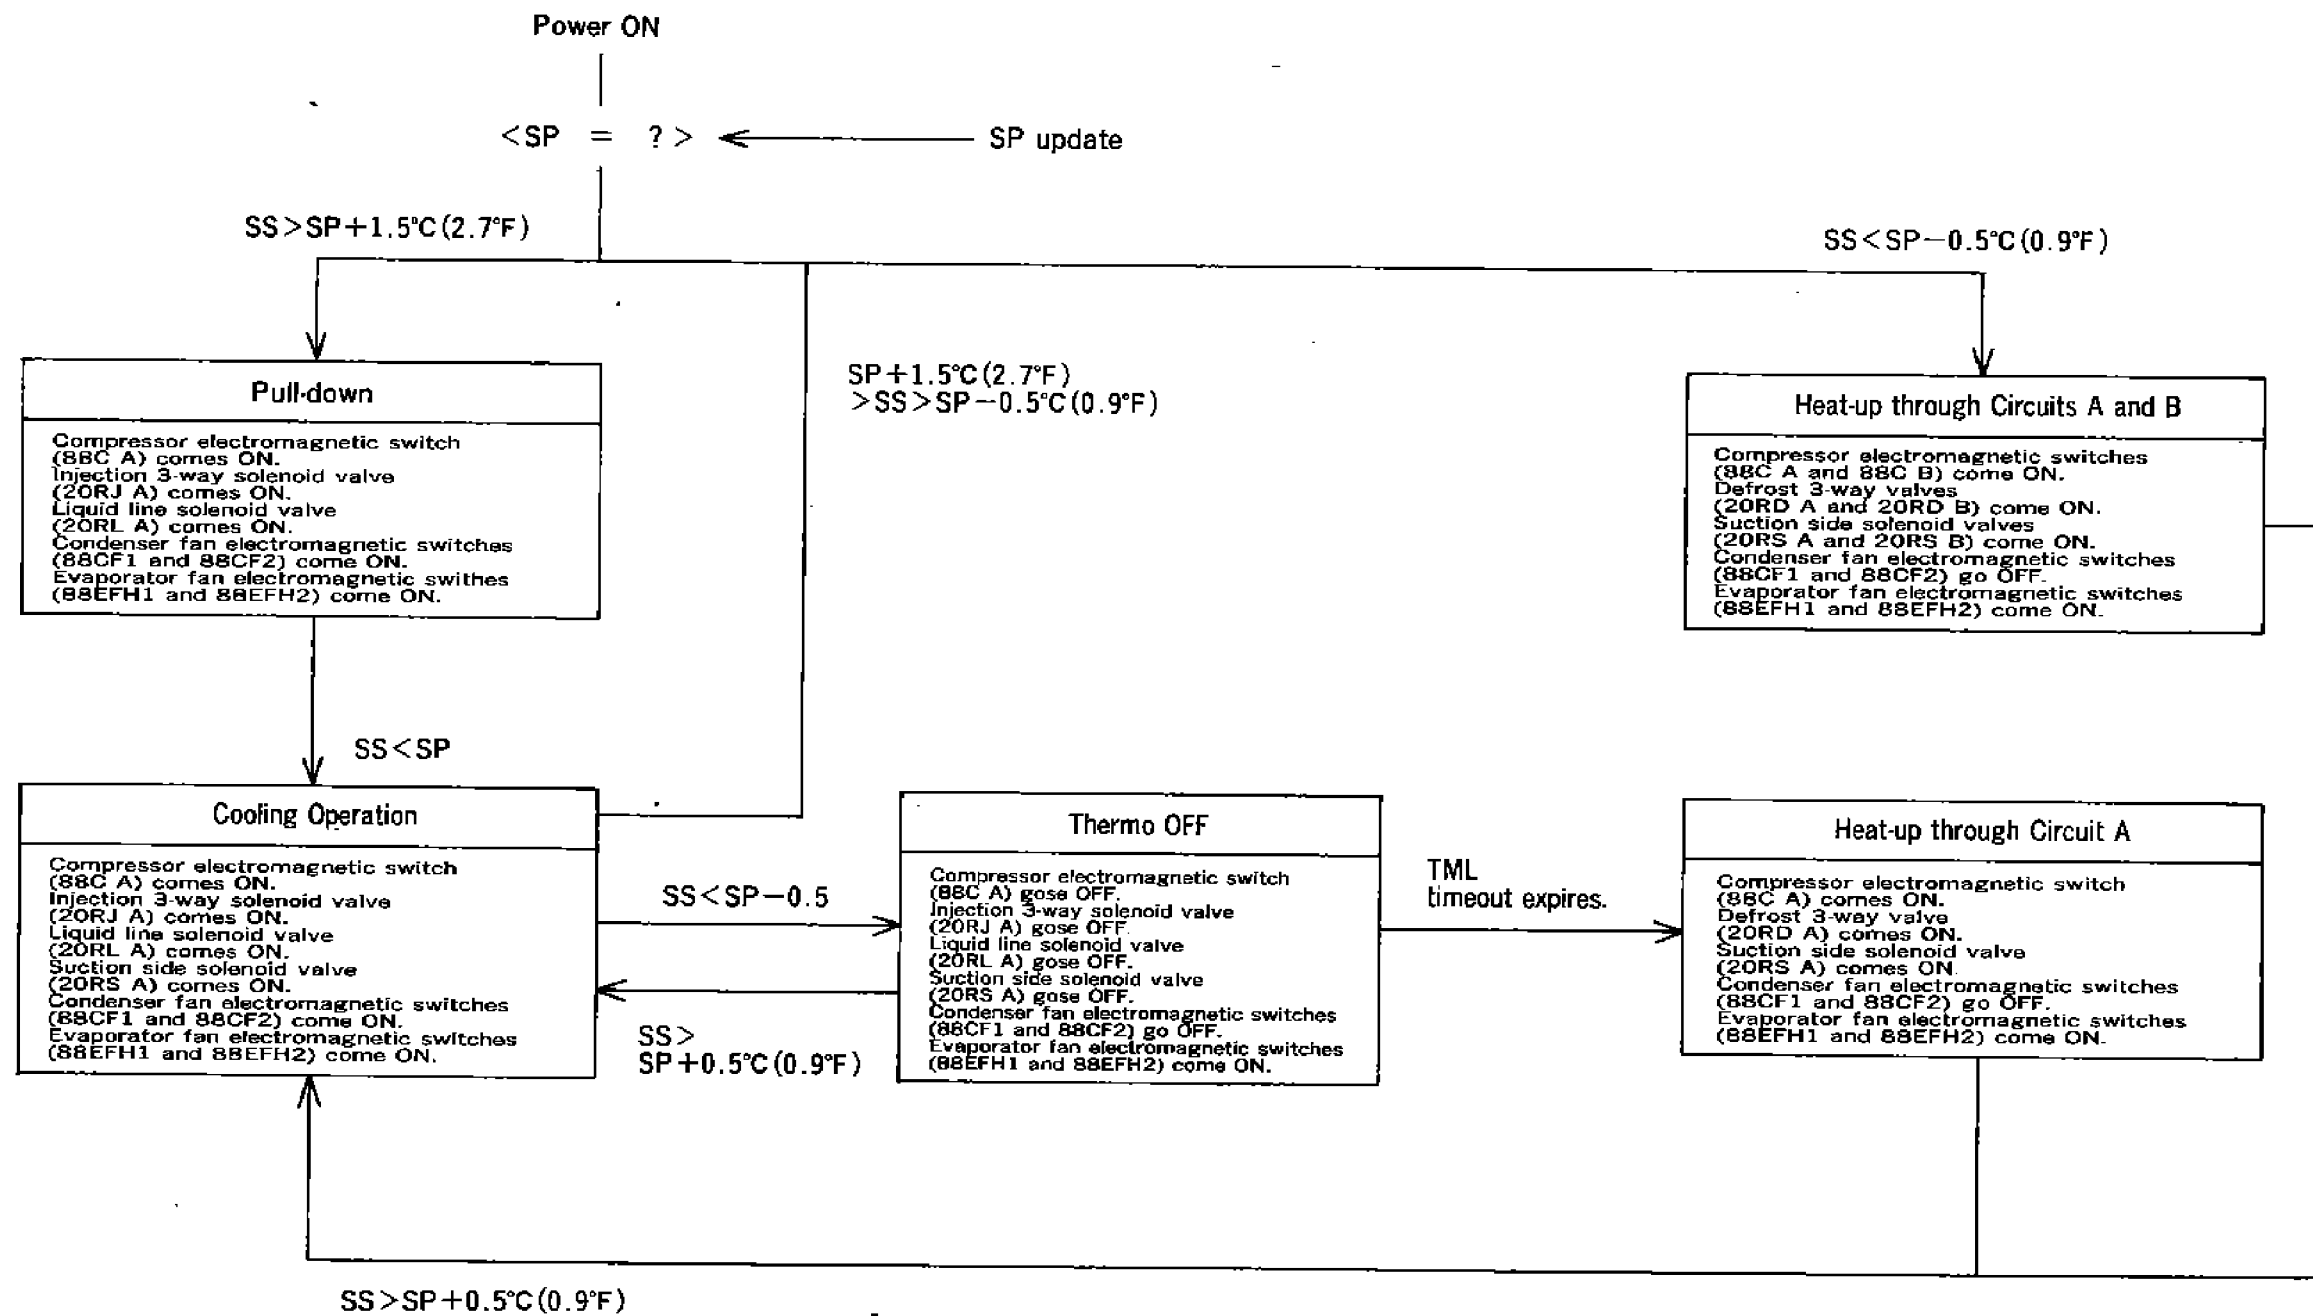 Power ON
<SP = ?>
SP update
SS>SP+1.5°C(2.7°F)
SS<SP−0.5°C(0.9°F)
SP+1.5°C(2.7°F)
>SS>SP−0.5°C(0.9°F)
Pull-down
Compressor electromagnetic switch
(88C A) comes ON.
Injection 3-way solenoid valve
(20RJ A) comes ON.
Liquid line solenoid valve
(20RL A) comes ON.
Condenser fan electromagnetic switches
(88CF1 and 88CF2) come ON.
Evaporator fan electromagnetic swithes
(88EFH1 and 88EFH2) come ON.
Heat-up through Circuits A and B
Compressor electromagnetic switches
(88C A and 88C B) come ON.
Defrost 3-way valves
(20RD A and 20RD B) come ON.
Suction side solenoid valves
(20RS A and 20RS B) come ON.
Condenser fan electromagnetic switches
(88CF1 and 88CF2) go OFF.
Evaporator fan electromagnetic switches
(88EFH1 and 88EFH2) come ON.
SS<SP
Cooling Operation
Compressor electromagnetic switch
(88C A) comes ON.
Injection 3-way solenoid valve
(20RJ A) comes ON.
Liquid line solenoid valve
(20RL A) comes ON.
Suction side solenoid valve
(20RS A) comes ON.
Condenser fan electromagnetic switches
(88CF1 and 88CF2) come ON.
Evaporator fan electromagnetic switches
(88EFH1 and 88EFH2) come ON.
SS<SP−0.5
SS>
SP+0.5°C(0.9°F)
Thermo OFF
Compressor electromagnetic switch
(88C A) gose OFF.
Injection 3-way solenoid valve
(20RJ A) gose OFF.
Liquid line solenoid valve
(20RL A) gose OFF.
Suction side solenoid valve
(20RS A) gose OFF.
Condenser fan electromagnetic switches
(88CF1 and 88CF2) go OFF.
Evaporator fan electromagnetic switches
(88EFH1 and 88EFH2) come ON.
TML
timeout expires.
Heat-up through Circuit A
Compressor electromagnetic switch
(88C A) comes ON.
Defrost 3-way valve
(20RD A) comes ON.
Suction side solenoid valve
(20RS A) comes ON.
Condenser fan electromagnetic switches
(88CF1 and 88CF2) go OFF.
Evaporator fan electromagnetic switches
(88EFH1 and 88EFH2) come ON.
SS>SP+0.5°C(0.9°F)